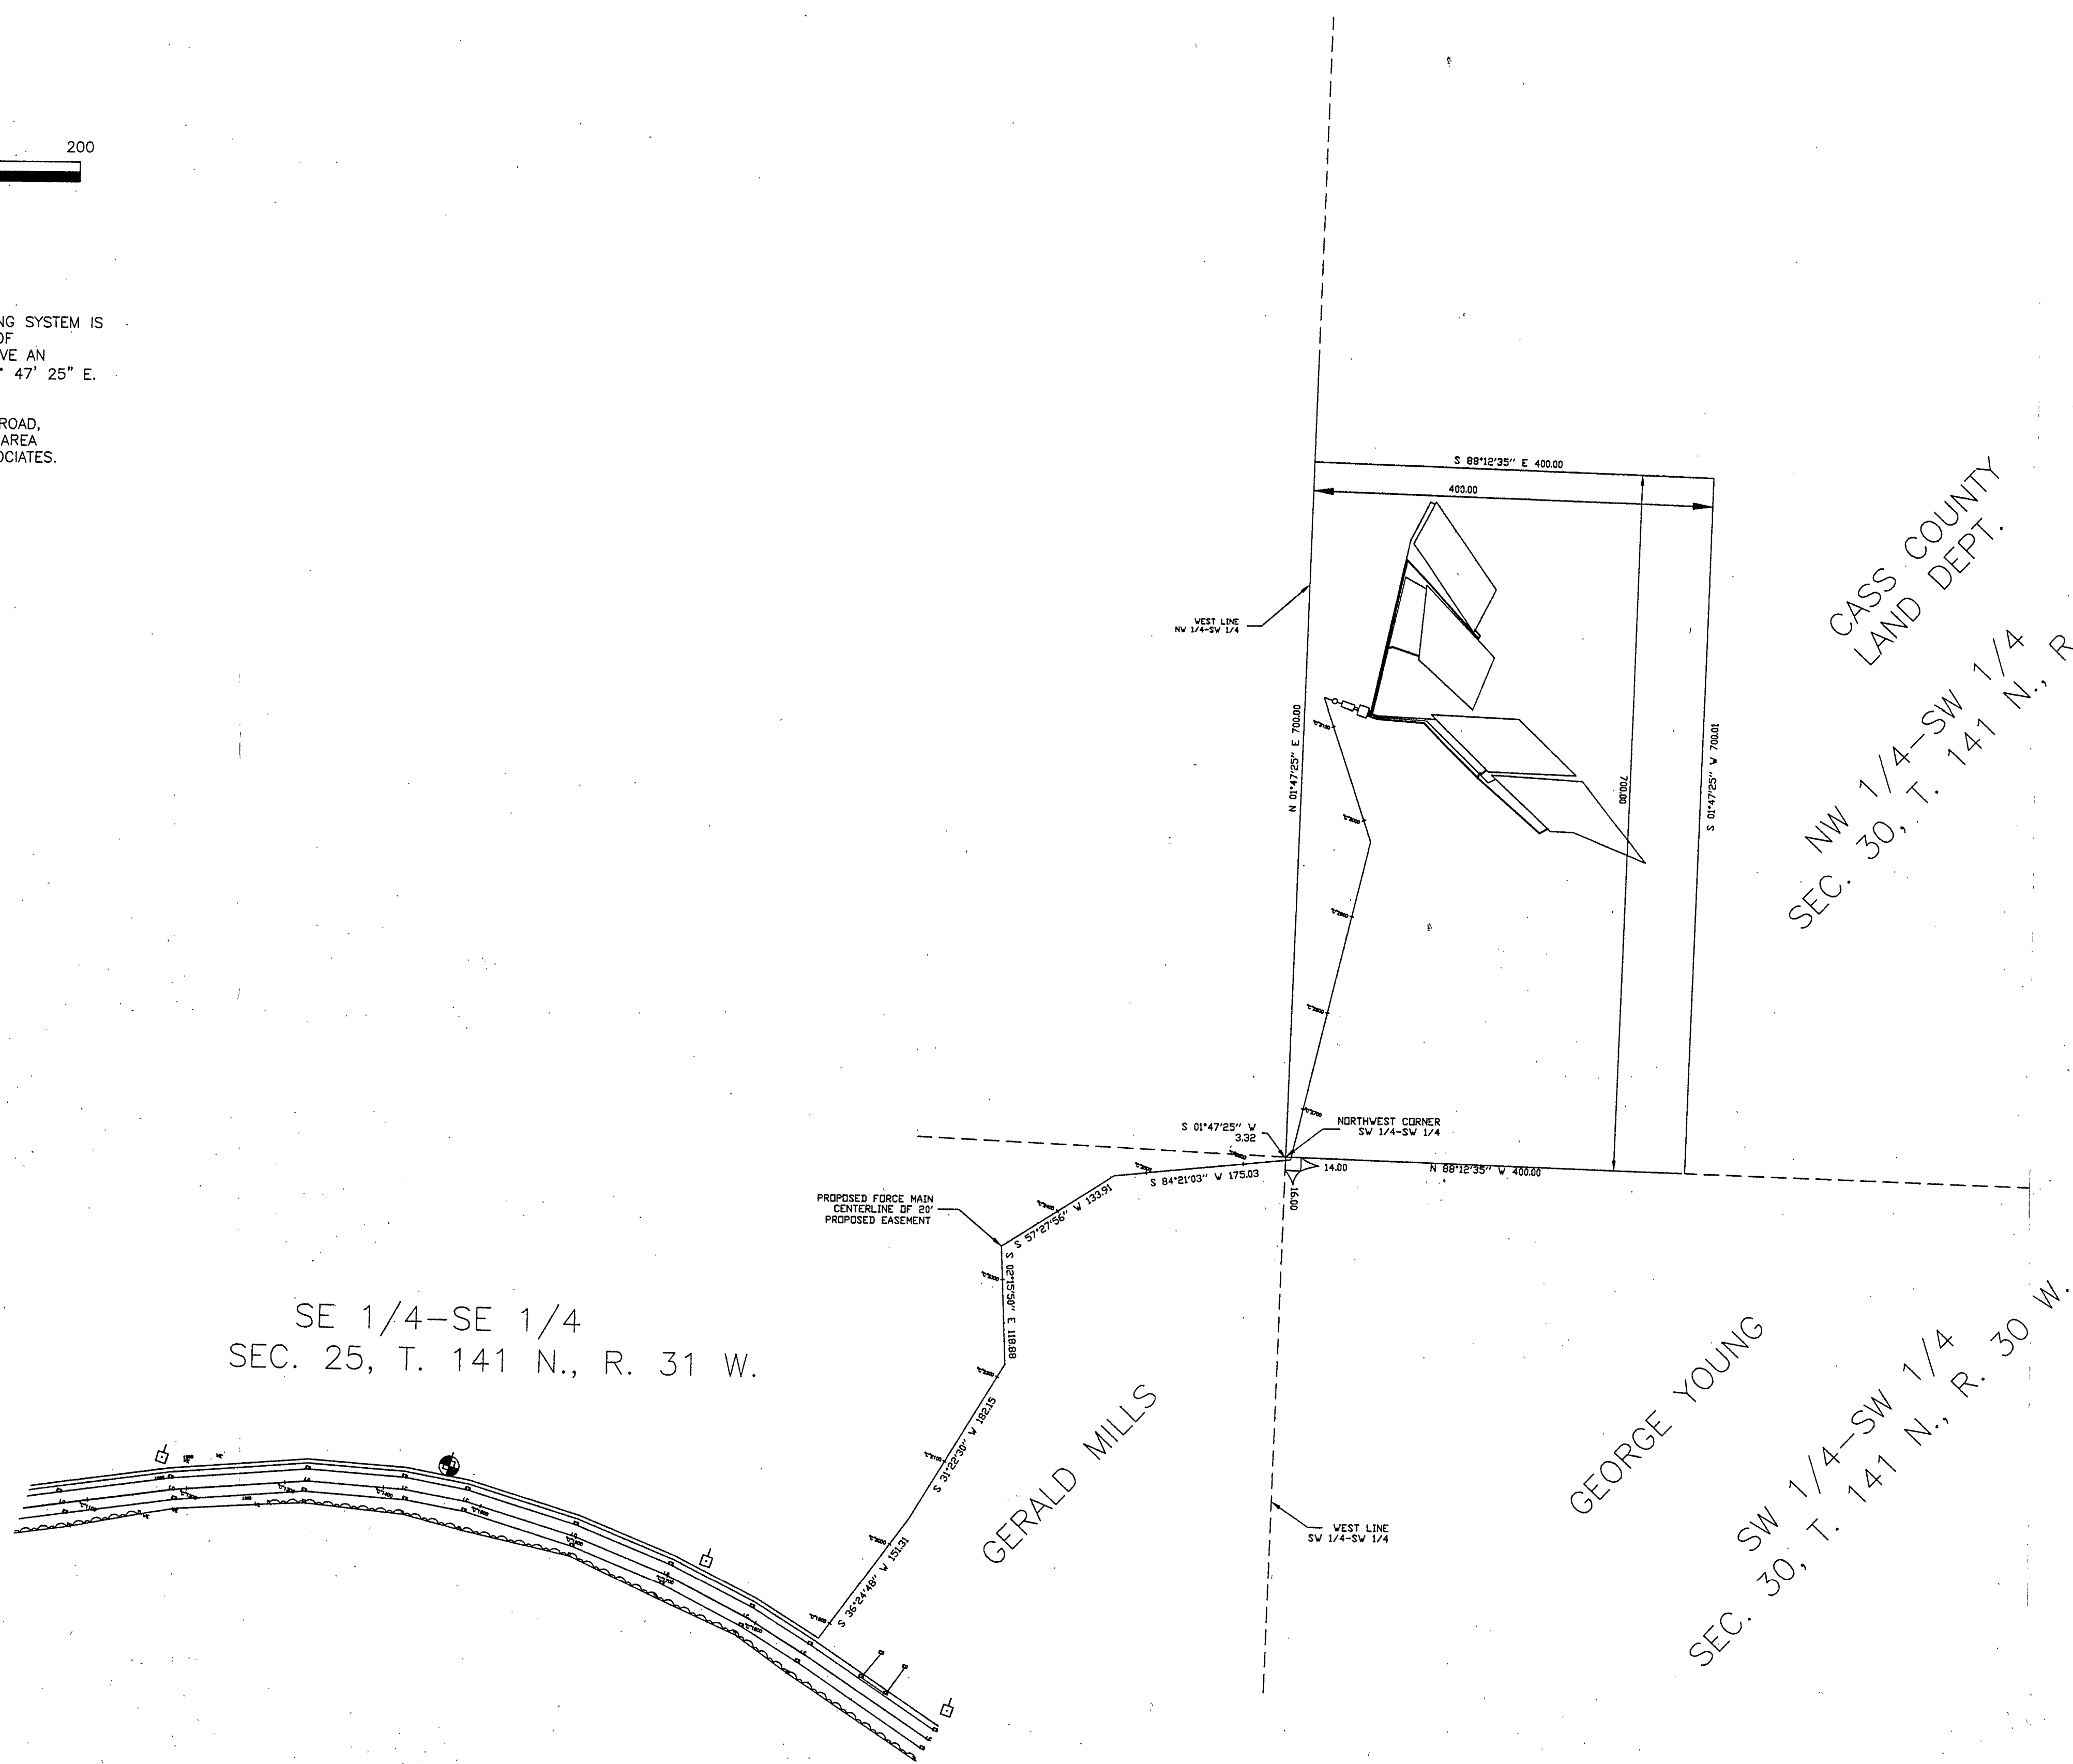 200
NG SYSTEM IS
OF
VE AN
° 47' 25" E.
ROAD,
AREA
OCIATES.
S 88°12'35'' E 400.00
400.00
WEST LINE
NW 1/4-SW 1/4
N 01°47'25'' E 700.00
700.00
S 01°47'25'' W 700.01
CASS COUNTY
LAND DEPT.
NW 1/4-SW 1/4
SEC. 30, T. 141 N., R
S 01°47'25'' W
3.32
NORTHWEST CORNER
SW 1/4-SW 1/4
14.00
16.00
N 88°12'35'' W 400.00
S 84°21'03'' W 175.03
S 57°27'56'' W 133.91
PROPOSED FORCE MAIN
CENTERLINE OF 20'
PROPOSED EASEMENT
S 02°15'50'' E 118.88
S 31°22'30'' W 182.15
S 36°24'48'' W 151.31
SE 1/4-SE 1/4
SEC. 25, T. 141 N., R. 31 W.
GERALD MILLS
GEORGE YOUNG
SW 1/4-SW 1/4
SEC. 30, T. 141 N., R. 30 W.
WEST LINE
SW 1/4-SW 1/4